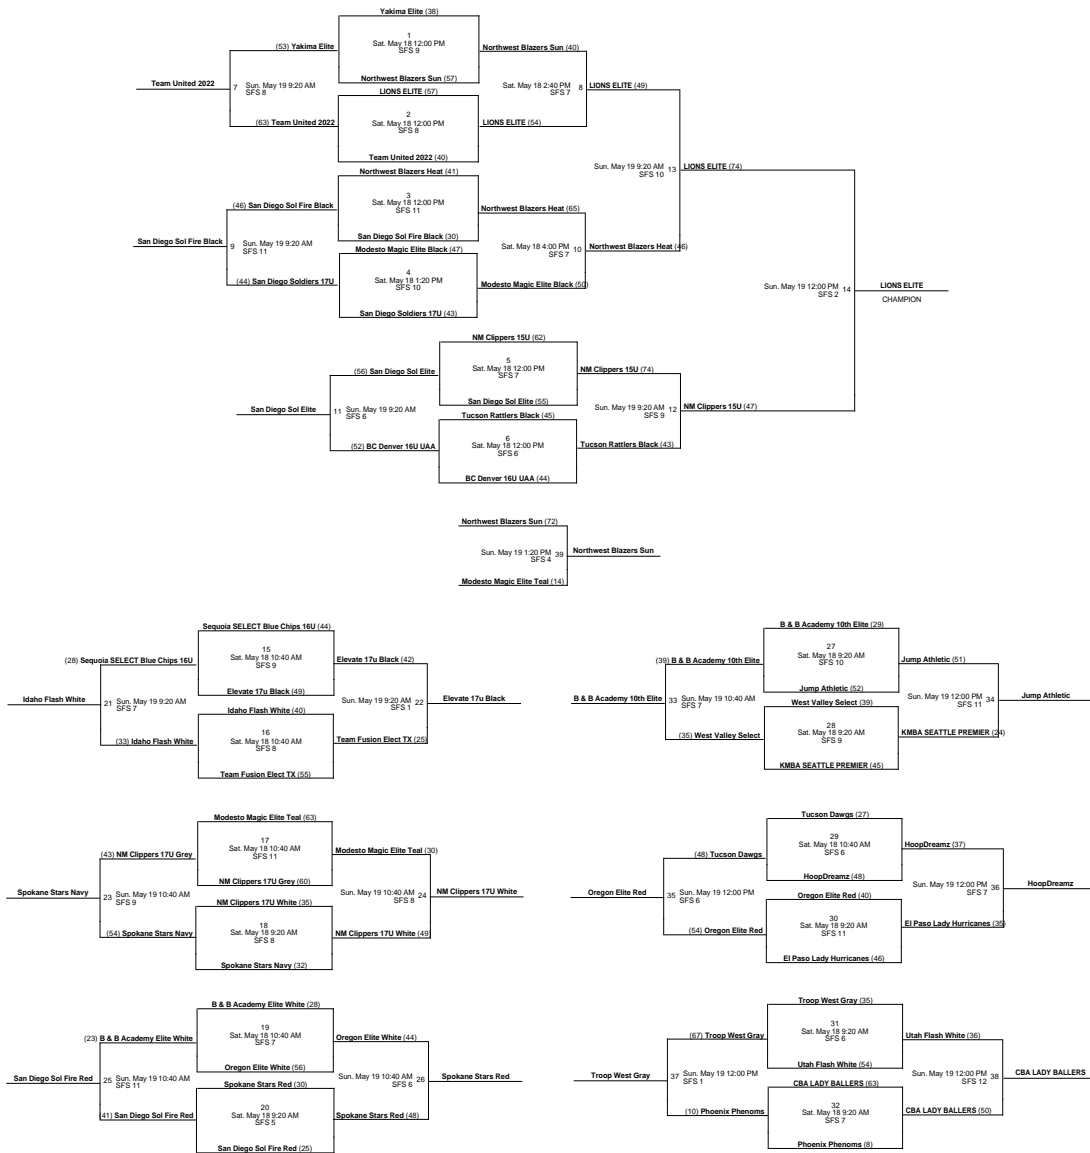 Yakima Elite (38)
1
Sat. May 18 12:00 PM
SFS 9
(53) Yakima Elite
Northwest Blazers Sun (40)
Northwest Blazers Sun (57)
Team United 2022
7 Sun. May 19 9:20 AM
SFS 8
Sat. May 18 2:40 PM 8
SFS 7
LIONS ELITE (49)
LIONS ELITE (57)
2
Sat. May 18 12:00 PM
SFS 8
(63) Team United 2022
LIONS ELITE (54)
Team United 2022 (40)
Sun. May 19 9:20 AM 13
SFS 10
LIONS ELITE (74)
Northwest Blazers Heat (41)
3
Sat. May 18 12:00 PM
SFS 11
(46) San Diego Sol Fire Black
Northwest Blazers Heat (65)
San Diego Sol Fire Black (30)
San Diego Sol Fire Black
9 Sun. May 19 9:20 AM
SFS 11
Sat. May 18 4:00 PM 10
SFS 7
Northwest Blazers Heat (46)
Modesto Magic Elite Black (47)
4
Sat. May 18 1:20 PM
SFS 10
(44) San Diego Soldiers 17U
Modesto Magic Elite Black (50)
San Diego Soldiers 17U (43)
Sun. May 19 12:00 PM 14
SFS 2
LIONS ELITE
CHAMPION
NM Clippers 15U (62)
5
Sat. May 18 12:00 PM
SFS 7
(56) San Diego Sol Elite
NM Clippers 15U (74)
San Diego Sol Elite (55)
San Diego Sol Elite
11 Sun. May 19 9:20 AM
SFS 6
Sun. May 19 9:20 AM 12
SFS 9
NM Clippers 15U (47)
Tucson Rattlers Black (45)
6
Sat. May 18 12:00 PM
SFS 6
(52) BC Denver 16U UAA
Tucson Rattlers Black (43)
BC Denver 16U UAA (44)
Northwest Blazers Sun (72)
Sun. May 19 1:20 PM 39
SFS 4
Northwest Blazers Sun
Modesto Magic Elite Teal (14)
Sequoia SELECT Blue Chips 16U (44)
15
Sat. May 18 10:40 AM
SFS 9
(28) Sequoia SELECT Blue Chips 16U
Elevate 17u Black (42)
Elevate 17u Black (49)
Idaho Flash White
21 Sun. May 19 9:20 AM
SFS 7
Sun. May 19 9:20 AM 22
SFS 1
Elevate 17u Black
Idaho Flash White (40)
16
Sat. May 18 10:40 AM
SFS 8
(33) Idaho Flash White
Team Fusion Elect TX (25)
Team Fusion Elect TX (55)
B & B Academy 10th Elite (29)
27
Sat. May 18 9:20 AM
SFS 10
(39) B & B Academy 10th Elite
Jump Athletic (51)
Jump Athletic (52)
B & B Academy 10th Elite
33 Sun. May 19 10:40 AM
SFS 7
Sun. May 19 12:00 PM 34
SFS 11
Jump Athletic
West Valley Select (39)
28
Sat. May 18 9:20 AM
SFS 9
(35) West Valley Select
KMBA SEATTLE PREMIER (24)
KMBA SEATTLE PREMIER (45)
Modesto Magic Elite Teal (63)
17
Sat. May 18 10:40 AM
SFS 11
(43) NM Clippers 17U Grey
Modesto Magic Elite Teal (30)
NM Clippers 17U Grey (60)
Spokane Stars Navy
23 Sun. May 19 10:40 AM
SFS 9
Sun. May 19 10:40 AM 24
SFS 8
NM Clippers 17U White
NM Clippers 17U White (35)
18
Sat. May 18 9:20 AM
SFS 8
(54) Spokane Stars Navy
NM Clippers 17U White (49)
Spokane Stars Navy (32)
Tucson Dawgs (27)
29
Sat. May 18 10:40 AM
SFS 6
(48) Tucson Dawgs
HoopDreamz (37)
HoopDreamz (48)
Oregon Elite Red
35 Sun. May 19 12:00 PM
SFS 6
Sun. May 19 12:00 PM 36
SFS 7
HoopDreamz
Oregon Elite Red (40)
30
Sat. May 18 9:20 AM
SFS 11
(54) Oregon Elite Red
El Paso Lady Hurricanes (35)
El Paso Lady Hurricanes (46)
B & B Academy Elite White (28)
19
Sat. May 18 10:40 AM
SFS 7
(23) B & B Academy Elite White
Oregon Elite White (44)
Oregon Elite White (56)
San Diego Sol Fire Red
25 Sun. May 19 10:40 AM
SFS 11
Sun. May 19 10:40 AM 26
SFS 6
Spokane Stars Red
Spokane Stars Red (30)
20
Sat. May 18 9:20 AM
SFS 5
(41) San Diego Sol Fire Red
Spokane Stars Red (48)
San Diego Sol Fire Red (25)
Troop West Gray (35)
31
Sat. May 18 9:20 AM
SFS 6
(67) Troop West Gray
Utah Flash White (36)
Utah Flash White (54)
Troop West Gray
37 Sun. May 19 12:00 PM
SFS 1
Sun. May 19 12:00 PM 38
SFS 12
CBA LADY BALLERS
CBA LADY BALLERS (63)
32
Sat. May 18 9:20 AM
SFS 7
(10) Phoenix Phenoms
CBA LADY BALLERS (50)
Phoenix Phenoms (8)